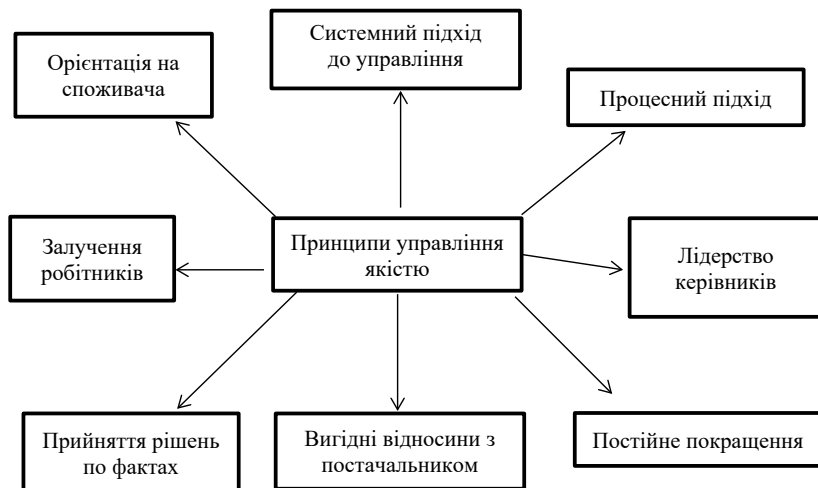 Системний підхід
до управління
Орієнтація на
споживача
Процесний підхід
Залучення
робітників
Принципи управління
якістю
Лідерство
керівників
Прийняття рішень
по фактах
Вигідні відносини з
постачальником
Постійне покращення